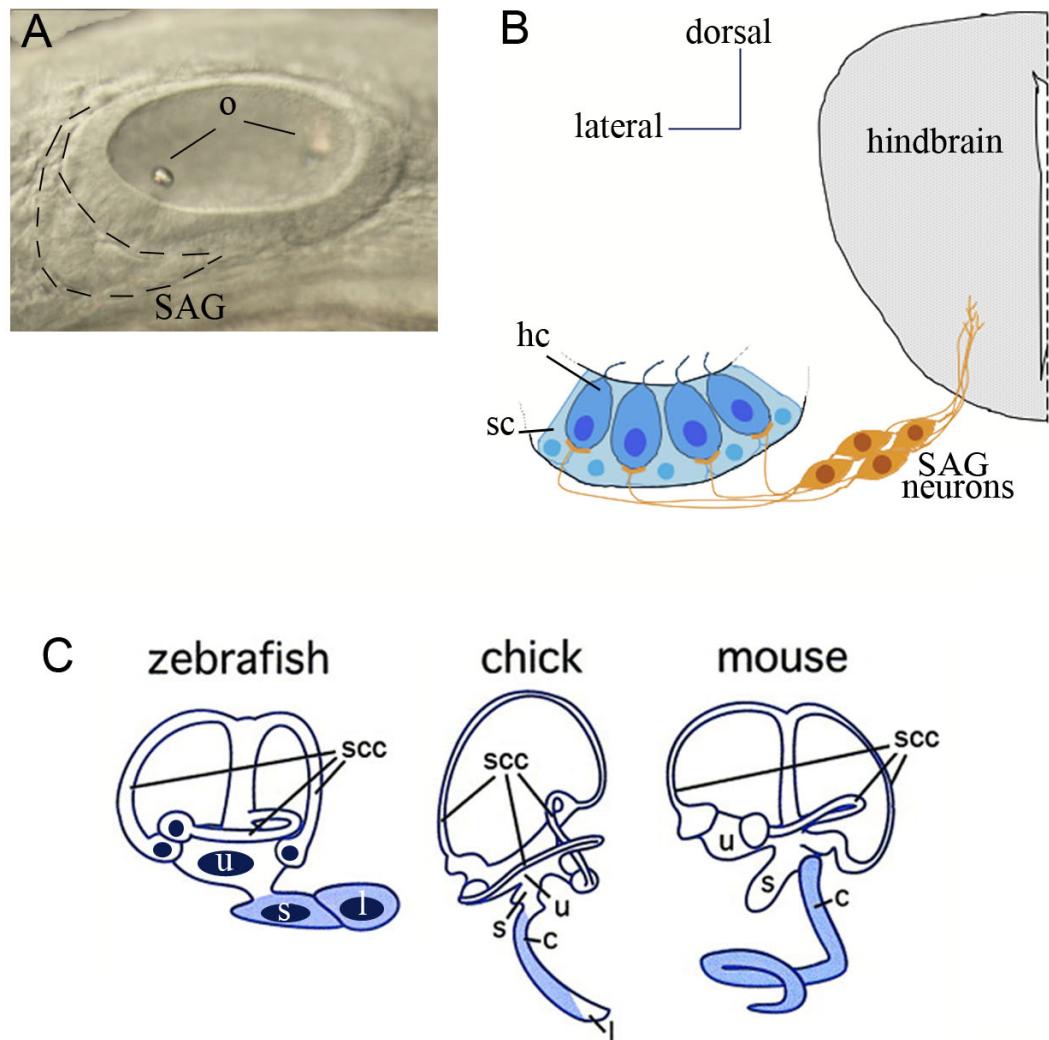 A
o
SAG
B
dorsal
lateral
hindbrain
hc
sc
SAG
neurons
C
zebrafish
chick
mouse
scc
u
s
l
scc
u
s
c
l
scc
u
s
c